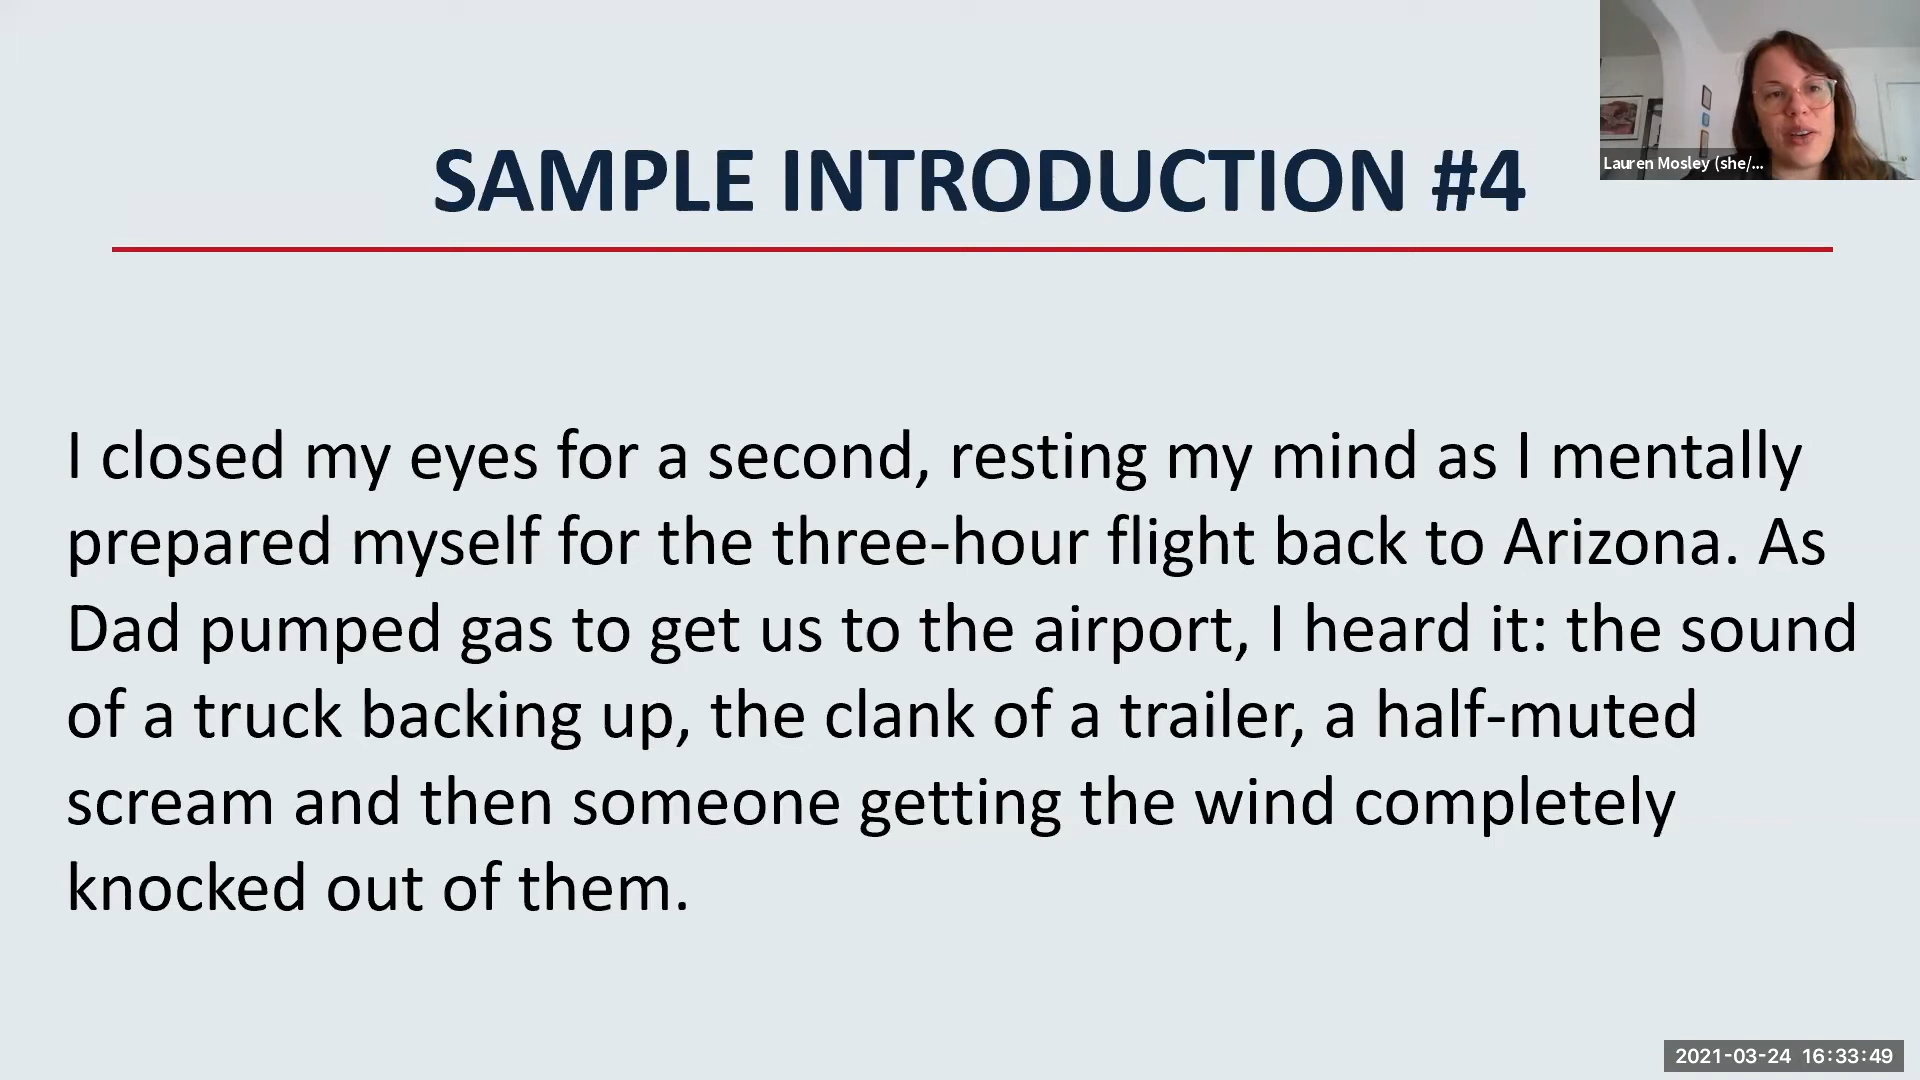 SAMPLE INTRODUCTION #4
Lauren Mosley (she/...
I closed my eyes for a second, resting my mind as I mentally
prepared myself for the three-hour flight back to Arizona. As
Dad pumped gas to get us to the airport, I heard it: the sound
of a truck backing up, the clank of a trailer, a half-muted
scream and then someone getting the wind completely
knocked out of them.
2021-03-24 16:33:49